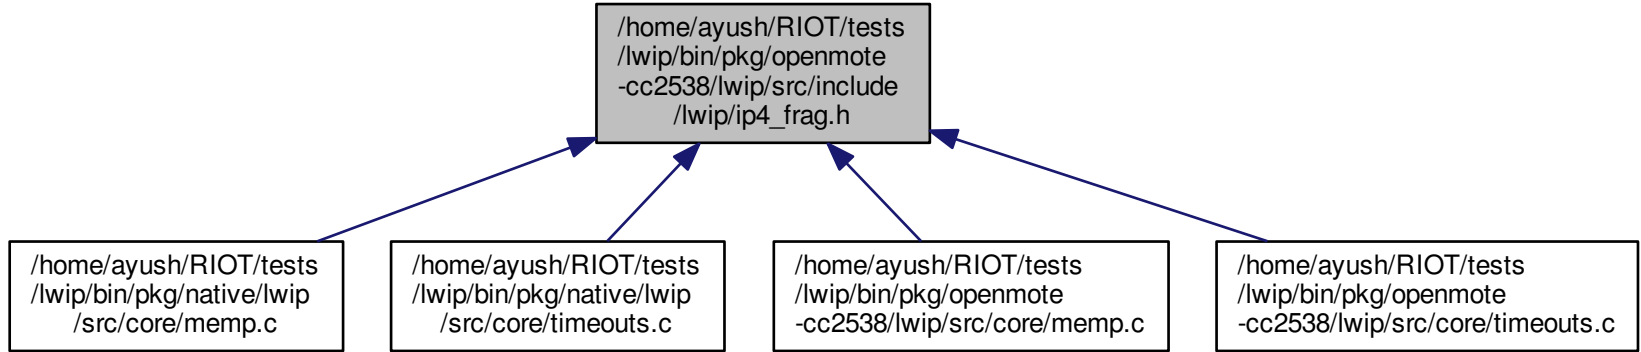 /home/ayush/RIOT/tests
/lwip/bin/pkg/openmote
-cc2538/lwip/src/include
/lwip/ip4_frag.h
/home/ayush/RIOT/tests
/lwip/bin/pkg/native/lwip
/src/core/memp.c
/home/ayush/RIOT/tests
/lwip/bin/pkg/native/lwip
/src/core/timeouts.c
/home/ayush/RIOT/tests
/lwip/bin/pkg/openmote
-cc2538/lwip/src/core/memp.c
/home/ayush/RIOT/tests
/lwip/bin/pkg/openmote
-cc2538/lwip/src/core/timeouts.c